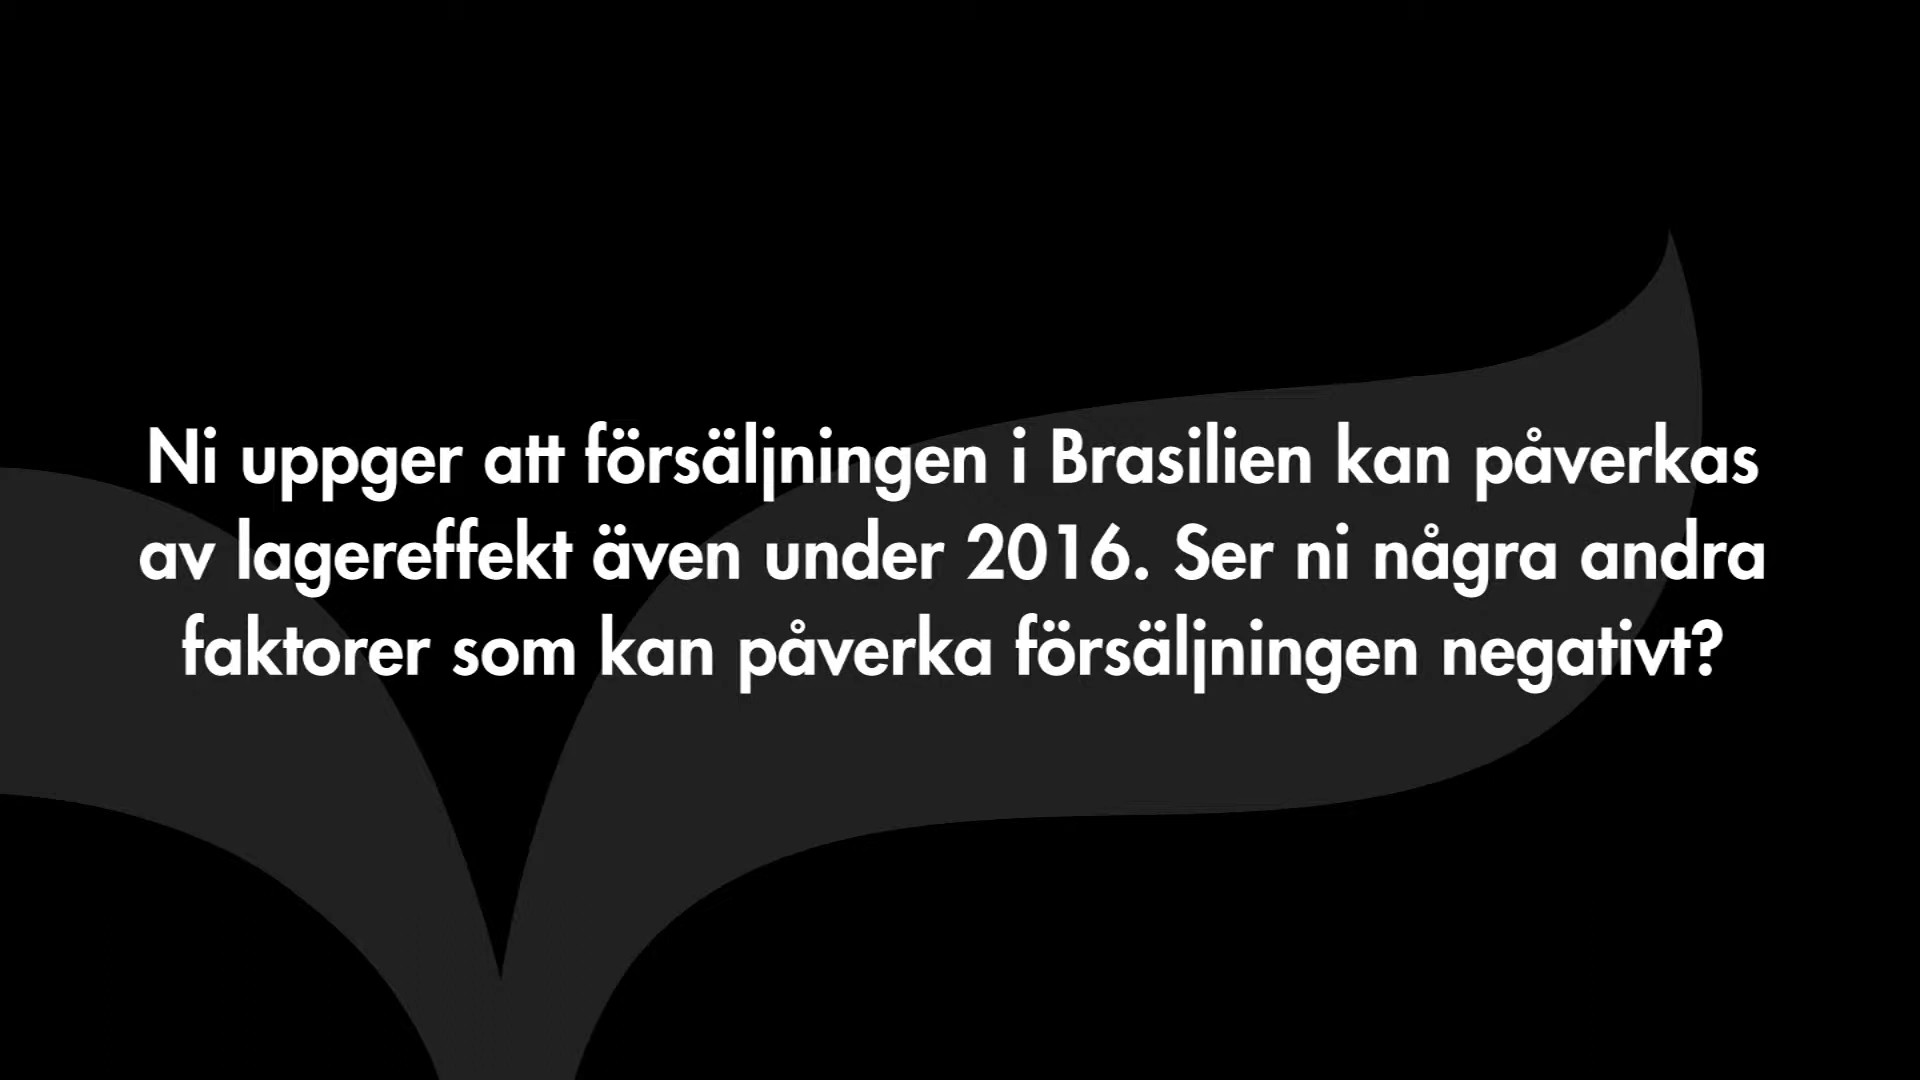 Ni uppger att försäljningen i Brasilien kan påverkas
av lagereffekt även under 2016. Ser ni några andra
faktorer som kan påverka försäljningen negativt?